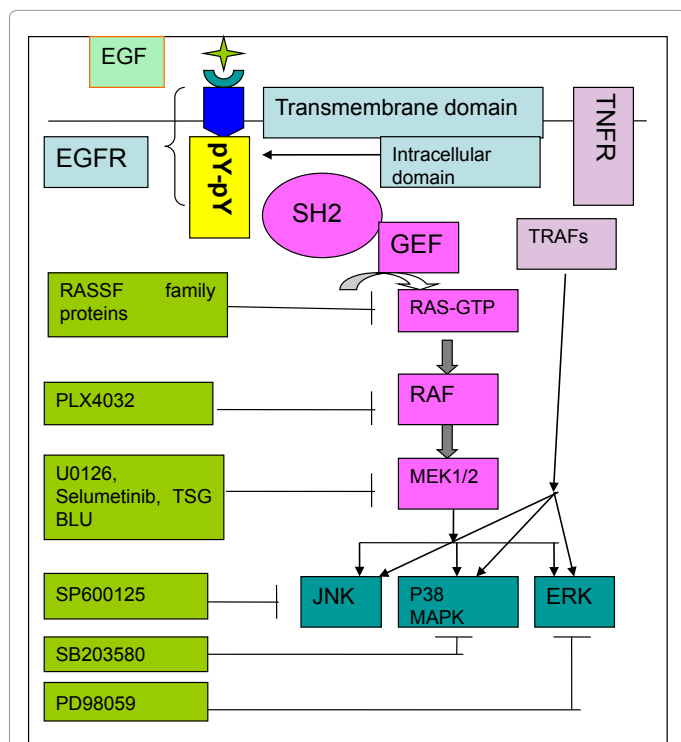 EGF
Transmembrane domain
TNFR
EGFR
pY-pY
Intracellular
domain
SH2
GEF
TRAFs
RASSF family
proteins
RAS-GTP
PLX4032
RAF
U0126,
Selumetinib, TSG
BLU
MEK1/2
SP600125
JNK
P38
MAPK
ERK
SB203580
PD98059